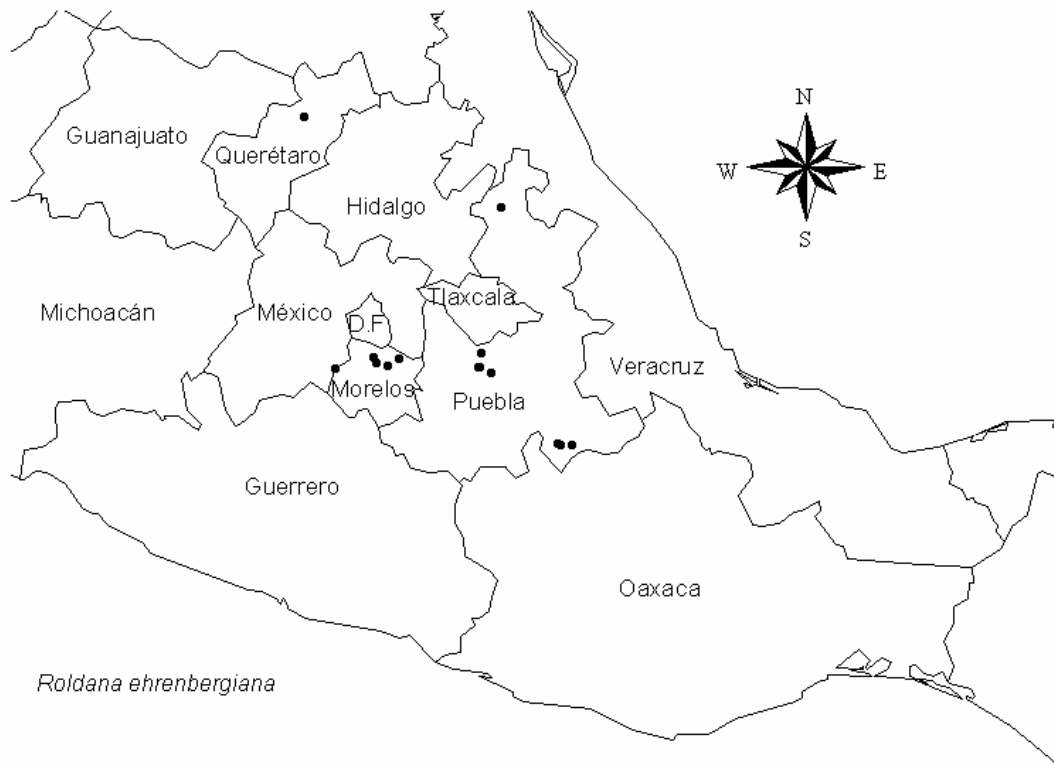 N
Guanajuato
Querétaro
W
E
Hidalgo
S
Tlaxcala
Michoacán
México
D.F
Veracruz
Morelos
Puebla
Guerrero
Oaxaca
Roldana ehrenbergiana